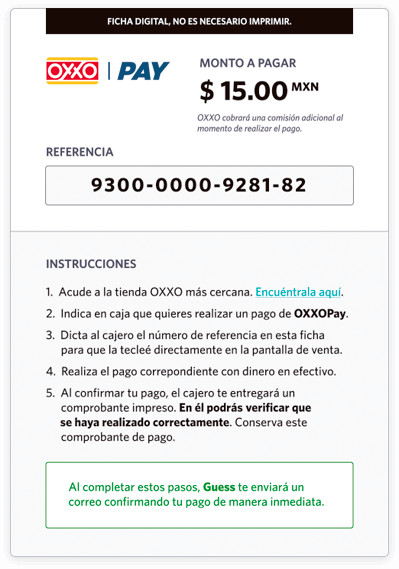 FICHA DIGITAL, NO ES NECESARIO IMPRIMIR.
OXXO | PAY
MONTO A PAGAR
$ 15.00 MXN
OXXO cobrará una comisión adicional al
momento de realizar el pago.
REFERENCIA
9300-0000-9281-82
INSTRUCCIONES
1. Acude a la tienda OXXO más cercana. Encuéntrala aquí.
2. Indica en caja que quieres realizar un pago de OXXOPay.
3. Dicta al cajero el número de referencia en esta ficha
para que la tecleé directamente en la pantalla de venta.
4. Realiza el pago correpondiente con dinero en efectivo.
5. Al confirmar tu pago, el cajero te entregará un
comprobante impreso. En él podrás verificar que
se haya realizado correctamente. Conserva este
comprobante de pago.
Al completar estos pasos, Guess te enviará un
correo confirmando tu pago de manera inmediata.